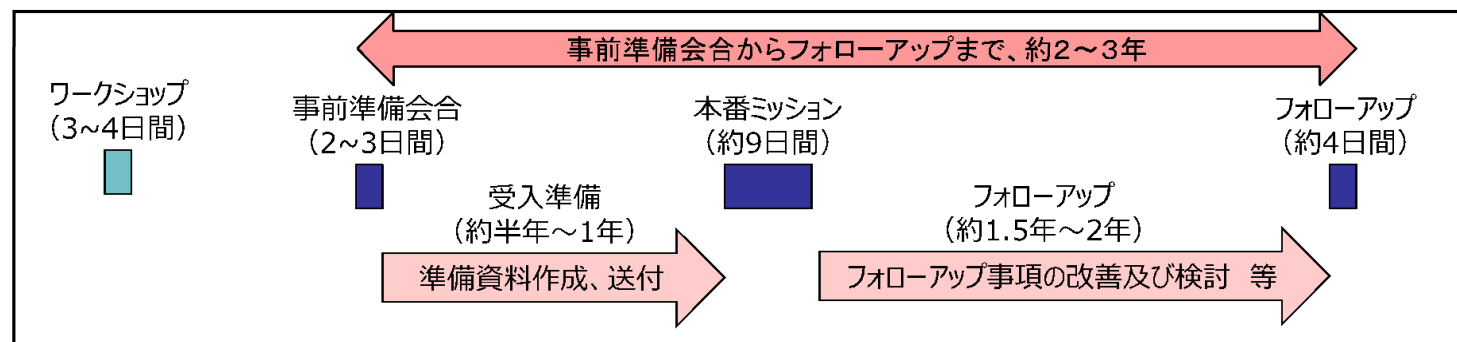 事前準備会合からフォローアップまで、約２～３年
ワークショップ
（3~4日間）
事前準備会合
（2~3日間）
本番ミッション
（約9日間）
フォローアップ
（約4日間）
受入準備
（約半年～1年）
フォローアップ
（約1.5年～2年）
準備資料作成、送付
フォローアップ事項の改善及び検討　等